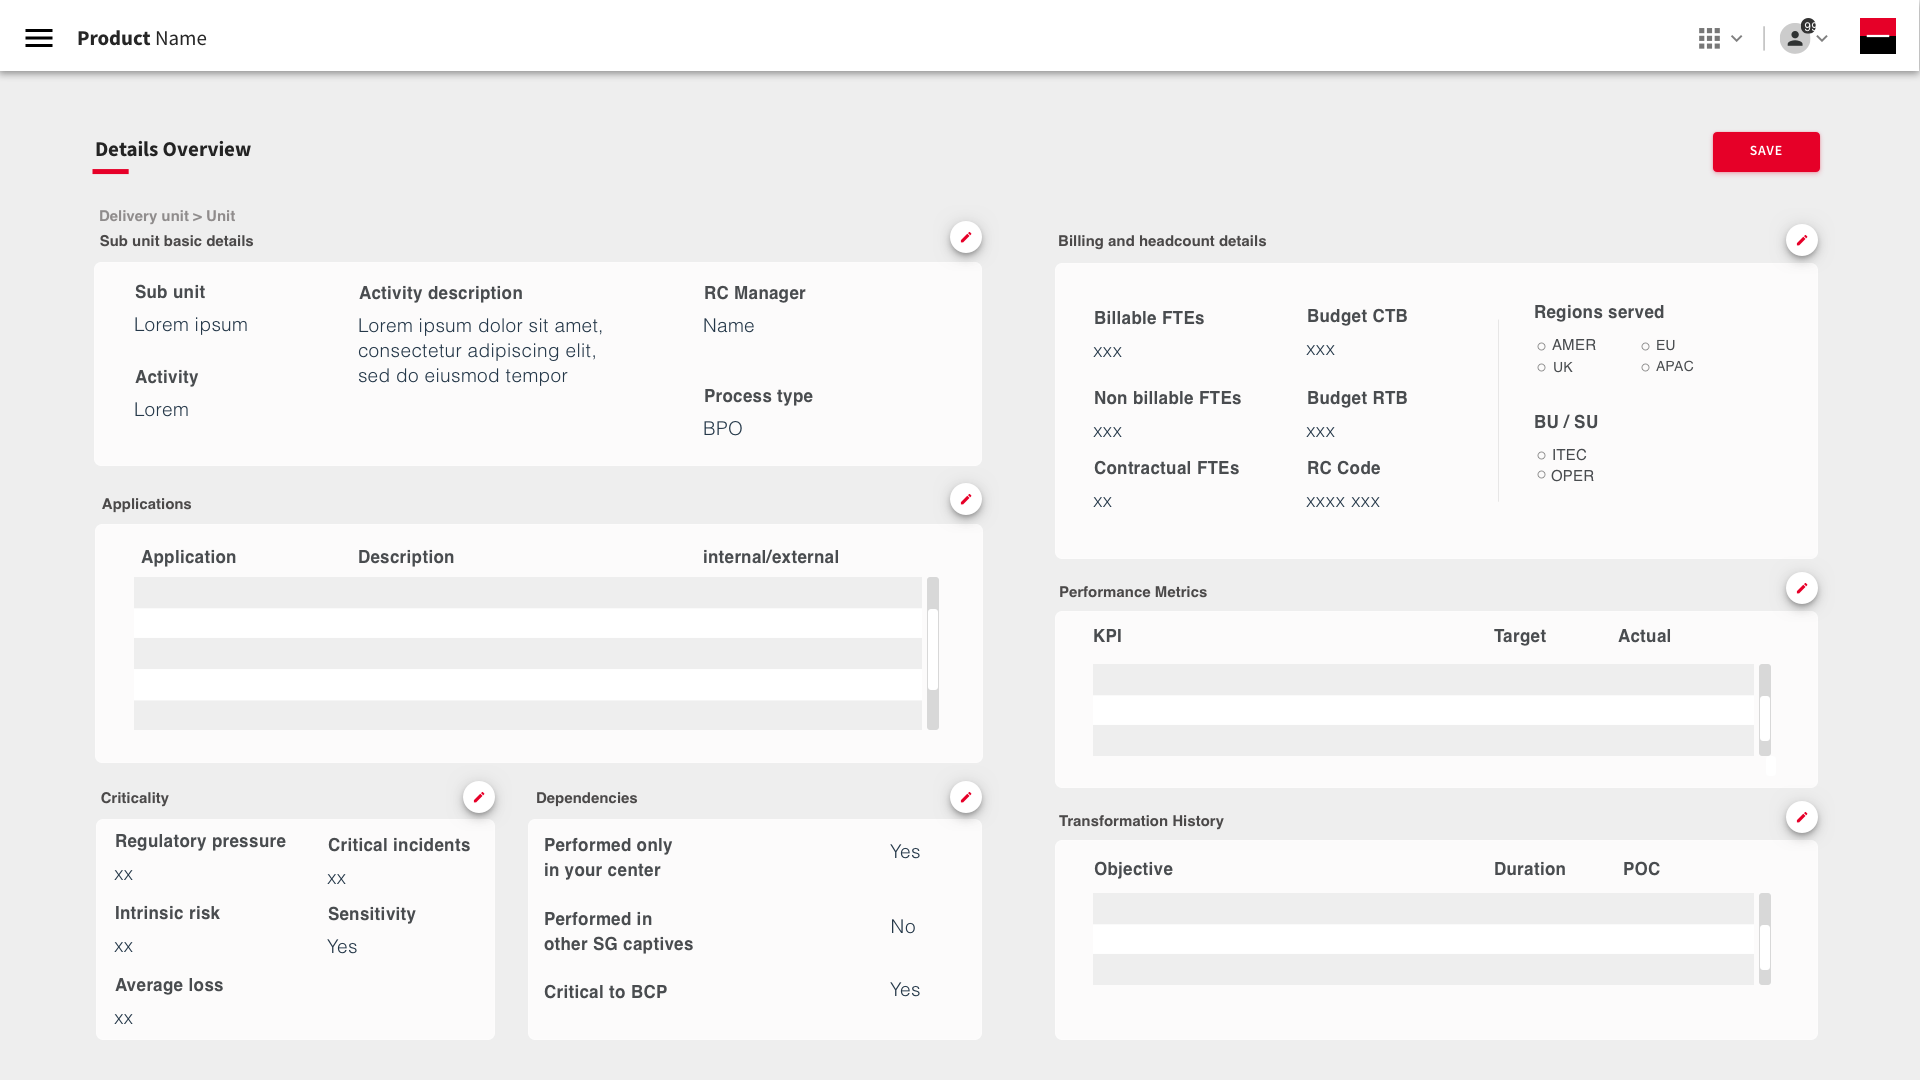 Product Name
99
Details Overview
SAVE
Delivery unit > Unit
Sub unit basic details
Sub unit
Lorem ipsum
Activity
Lorem
Activity description
Lorem ipsum dolor sit amet,
consectetur adipiscing elit,
sed do eiusmod tempor
RC Manager
Name
Process type
BPO
Applications
Application
Description
internal/external
Criticality
Regulatory pressure
xx
Intrinsic risk
xx
Average loss
xx
Critical incidents
xx
Sensitivity
Yes
Dependencies
Performed only
in your center
Yes
Performed in
other SG captives
No
Critical to BCP
Yes
Billing and headcount details
Billable FTEs
xxx
Non billable FTEs
xxx
Contractual FTEs
xx
Budget CTB
xxx
Budget RTB
xxx
RC Code
xxxx xxx
Regions served
AMER
EU
UK
APAC
BU / SU
ITEC
OPER
Performance Metrics
KPI
Target
Actual
Transformation History
Objective
Duration
POC